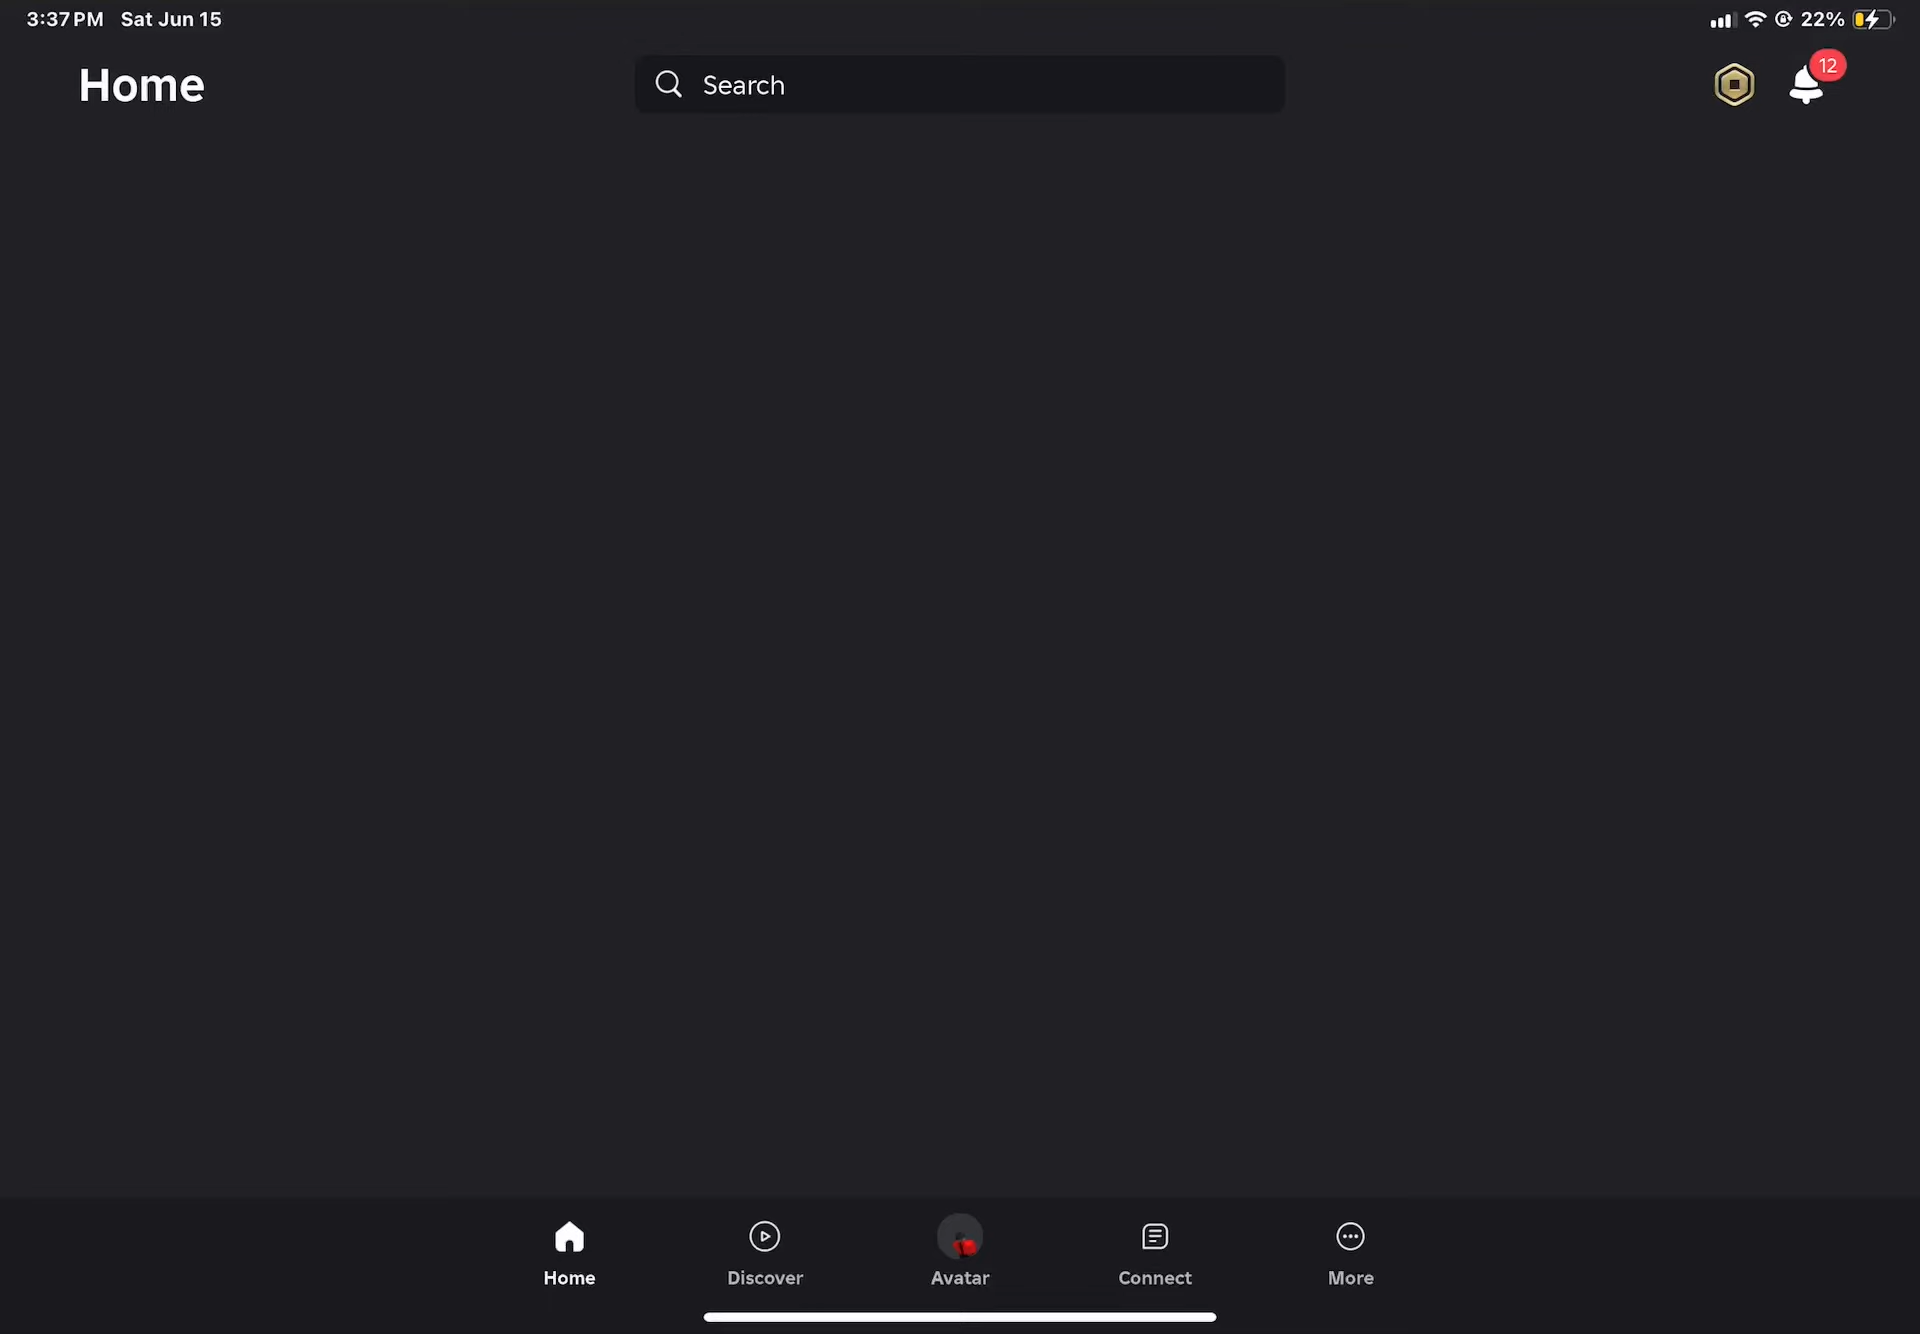 3:37 PM Sat Jun 15
22%
Home
Search
12
Home
Discover
Avatar
Connect
More